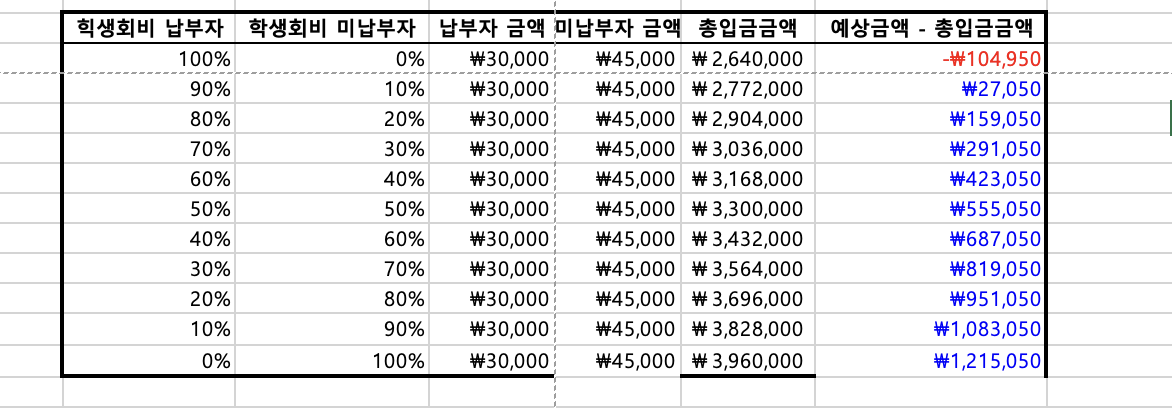 힉생회비 납부자 학생회비 미납부자 납부자 금액 미납부자 금액 총입금금액 예상금액 - 총입금금액
100% 0% ₩30,000 ₩45,000 ₩ 2,640,000 -₩104,950
90% 10% ₩30,000 ₩45,000 ₩ 2,772,000 ₩27,050
80% 20% ₩30,000 ₩45,000 ₩ 2,904,000 ₩159,050
70% 30% ₩30,000 ₩45,000 ₩ 3,036,000 ₩291,050
60% 40% ₩30,000 ₩45,000 ₩ 3,168,000 ₩423,050
50% 50% ₩30,000 ₩45,000 ₩ 3,300,000 ₩555,050
40% 60% ₩30,000 ₩45,000 ₩ 3,432,000 ₩687,050
30% 70% ₩30,000 ₩45,000 ₩ 3,564,000 ₩819,050
20% 80% ₩30,000 ₩45,000 ₩ 3,696,000 ₩951,050
10% 90% ₩30,000 ₩45,000 ₩ 3,828,000 ₩1,083,050
0% 100% ₩30,000 ₩45,000 ₩ 3,960,000 ₩1,215,050